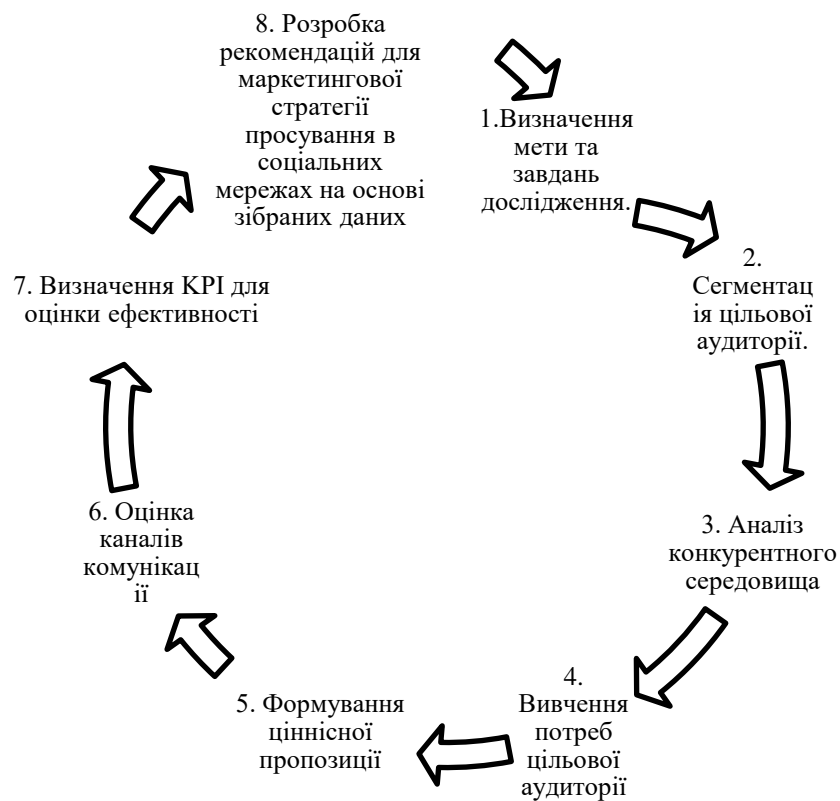 8. Розробка
рекомендацій для
маркетингової
стратегії
просування в
соціальних
мережах на основі
зібраних даних
1.Визначення
мети та
завдань
дослідження.
2.
Сегментац
ія цільової
аудиторії.
3. Аналіз
конкурентного
середовища
4.
Вивчення
потреб
цільової
аудиторії
5. Формування
ціннісної
пропозиції
6. Оцінка
каналів
комунікац
ії
7. Визначення KPI для
оцінки ефективності